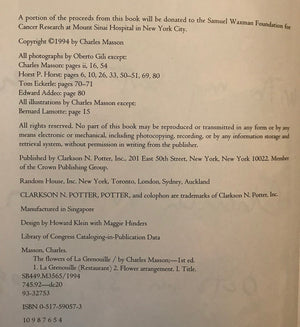 A portion of the proceeds from this book will be donated to the Samuel Waxman Foundation for
Cancer Research at Mount Sinai Hospital in New York City.
Copyright ©1994 by Charles Masson
All photographs by Oberto Gili except:
Charles Masson: pages ii, 16, 54
Horst P. Horst: pages 6, 10, 26, 33, 50–51, 69, 80
Tous Eckerle: pages 70–71
Edward Addeo: page 80
All illustrations by Charles Masson except:
Bernard Lamotte: page 15
All rights reserved. No part of this book may be reproduced or transmitted in any form or by any
means electronic or mechanical, including photocopying, recording, or by any information storage and
retrieval system, without permission in writing from the publisher.
Published by Clarkson N. Potter, Inc., 201 East 50th Street, New York, New York 10022. Member of
the Crown Publishing Group.
Random House, Inc. New York, Toronto, London, Sydney, Auckland
CLARKSON N. POTTER, POTTER, and colophon are trademarks of Clarkson N. Potter, Inc.
Manufactured in Singapore
Design by Howard Klein with Maggie Hinders
Library of Congress Cataloging-in-Publication Data
Masson, Charles.
The flowers of La Grenouille / by Charles Masson;—1st ed.
1. La Grenouille (Restaurant) 2. Flower arrangement. I. Title.
SB449.M3565/1994
745.92—dc20
93-32753
ISBN 0-517-59057-3
10 9 8 7 6 5 4